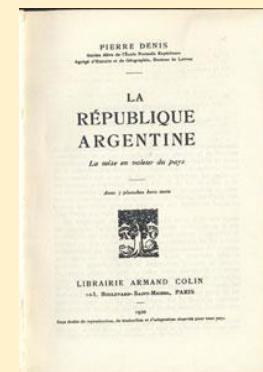 PIERRE DENIS
Ancien élève de l'École Normale Supérieure
Agrégé d'Histoire et de Géographie, Docteur ès Lettres
LA
RÉPUBLIQUE
ARGENTINE
La mise en valeur du pays
Avec 7 planches hors texte
LIBRAIRIE ARMAND COLIN
103, BOULEVARD SAINT-MICHEL, PARIS
1920
Tous droits de reproduction, de traduction et d'adaptation réservés pour tous pays.